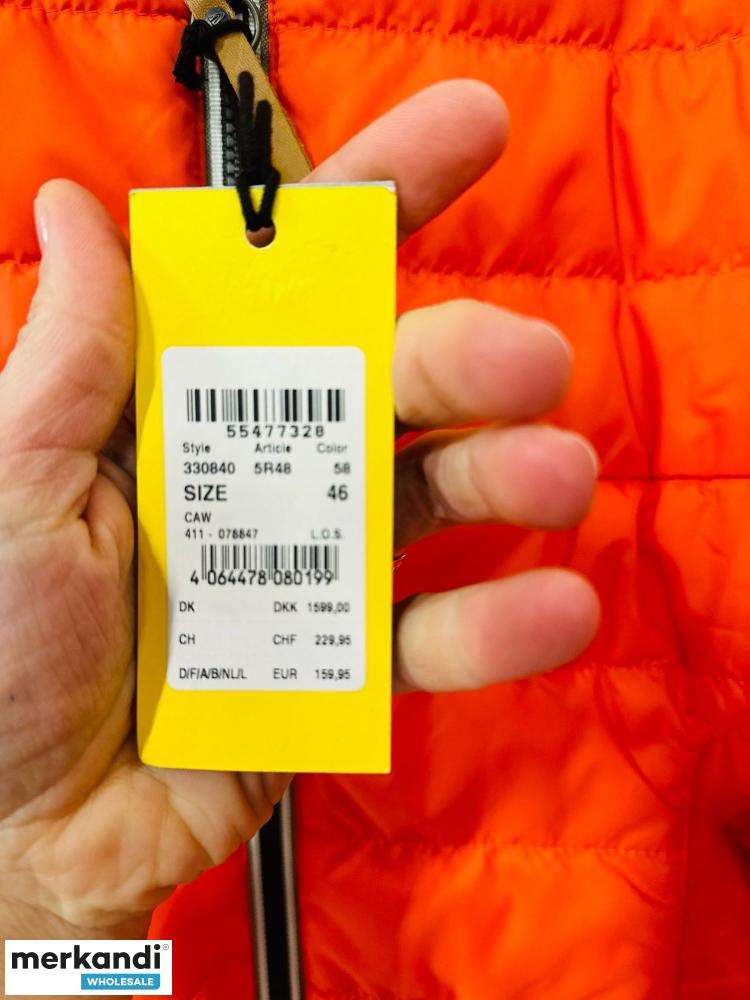 55477328
Style Article Color
330840 5R48 58
SIZE 46
CAW
411 - 078847 L.O.S.
4 064478 080199
DK DKK 1599,00
CH CHF 229,95
D/F/A/B/NL/L EUR 159,95
merkandi®
WHOLESALE